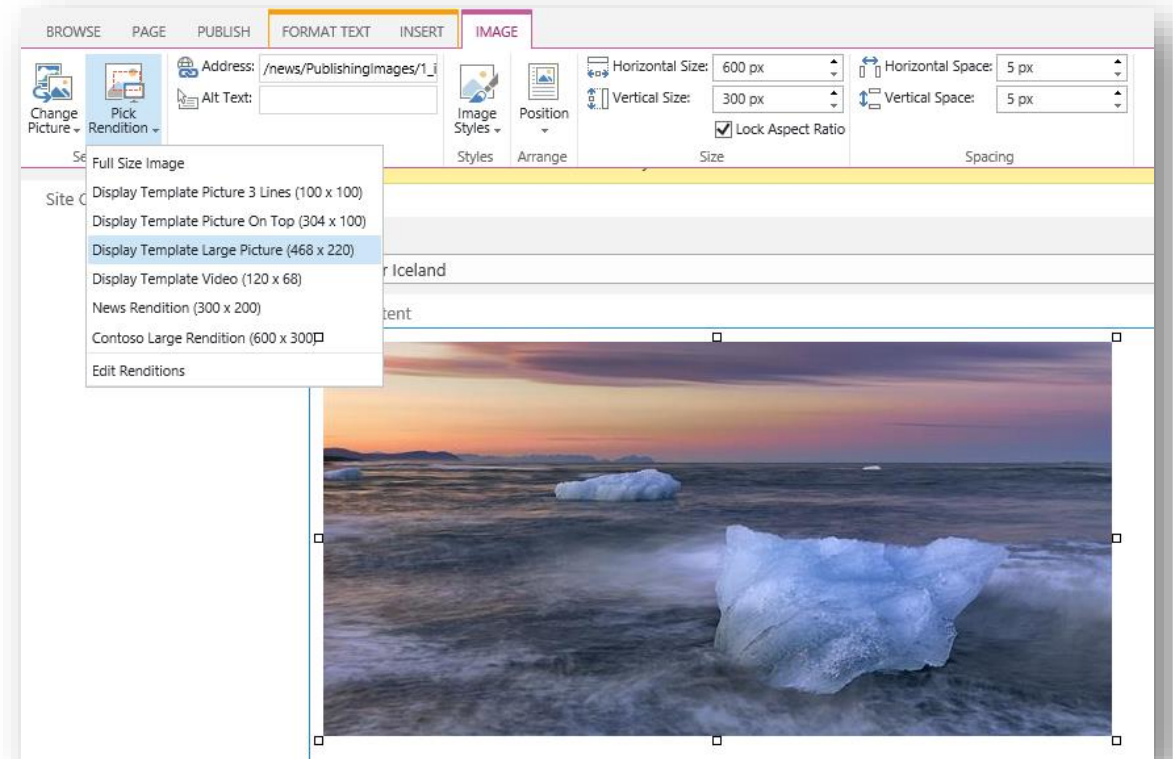 BROWSE PAGE PUBLISH FORMAT TEXT INSERT IMAGE
Change Picture
Pick Rendition
Address: /news/PublishingImages/1_i
Alt Text:
Image Styles
Position
Horizontal Size: 600 px
Vertical Size: 300 px
Lock Aspect Ratio
Horizontal Space: 5 px
Vertical Space: 5 px
Se
Styles
Arrange
Size
Spacing
Full Size Image
Display Template Picture 3 Lines (100 x 100)
Display Template Picture On Top (304 x 100)
Display Template Large Picture (468 x 220)
Display Template Video (120 x 68)
News Rendition (300 x 200)
Contoso Large Rendition (600 x 300)
Edit Renditions
Site
r Iceland
tent